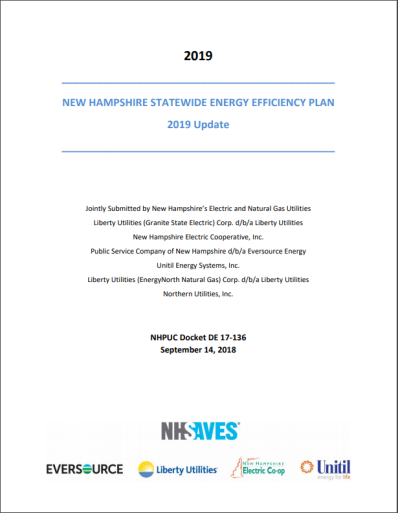 2019
NEW HAMPSHIRE STATEWIDE ENERGY EFFICIENCY PLAN
2019 Update
Jointly Submitted by New Hampshire's Electric and Natural Gas Utilities
Liberty Utilities (Granite State Electric) Corp. d/b/a Liberty Utilities
New Hampshire Electric Cooperative, Inc.
Public Service Company of New Hampshire d/b/a Eversource Energy
Unitil Energy Systems, Inc.
Liberty Utilities (EnergyNorth Natural Gas) Corp. d/b/a Liberty Utilities
Northern Utilities, Inc.
NHPUC Docket DE 17-136
September 14, 2018
NHSAVES®
EVERSOURCE
Liberty Utilities®
your
NEW HAMPSHIRE
Electric Co-op
Unitil
energy for life